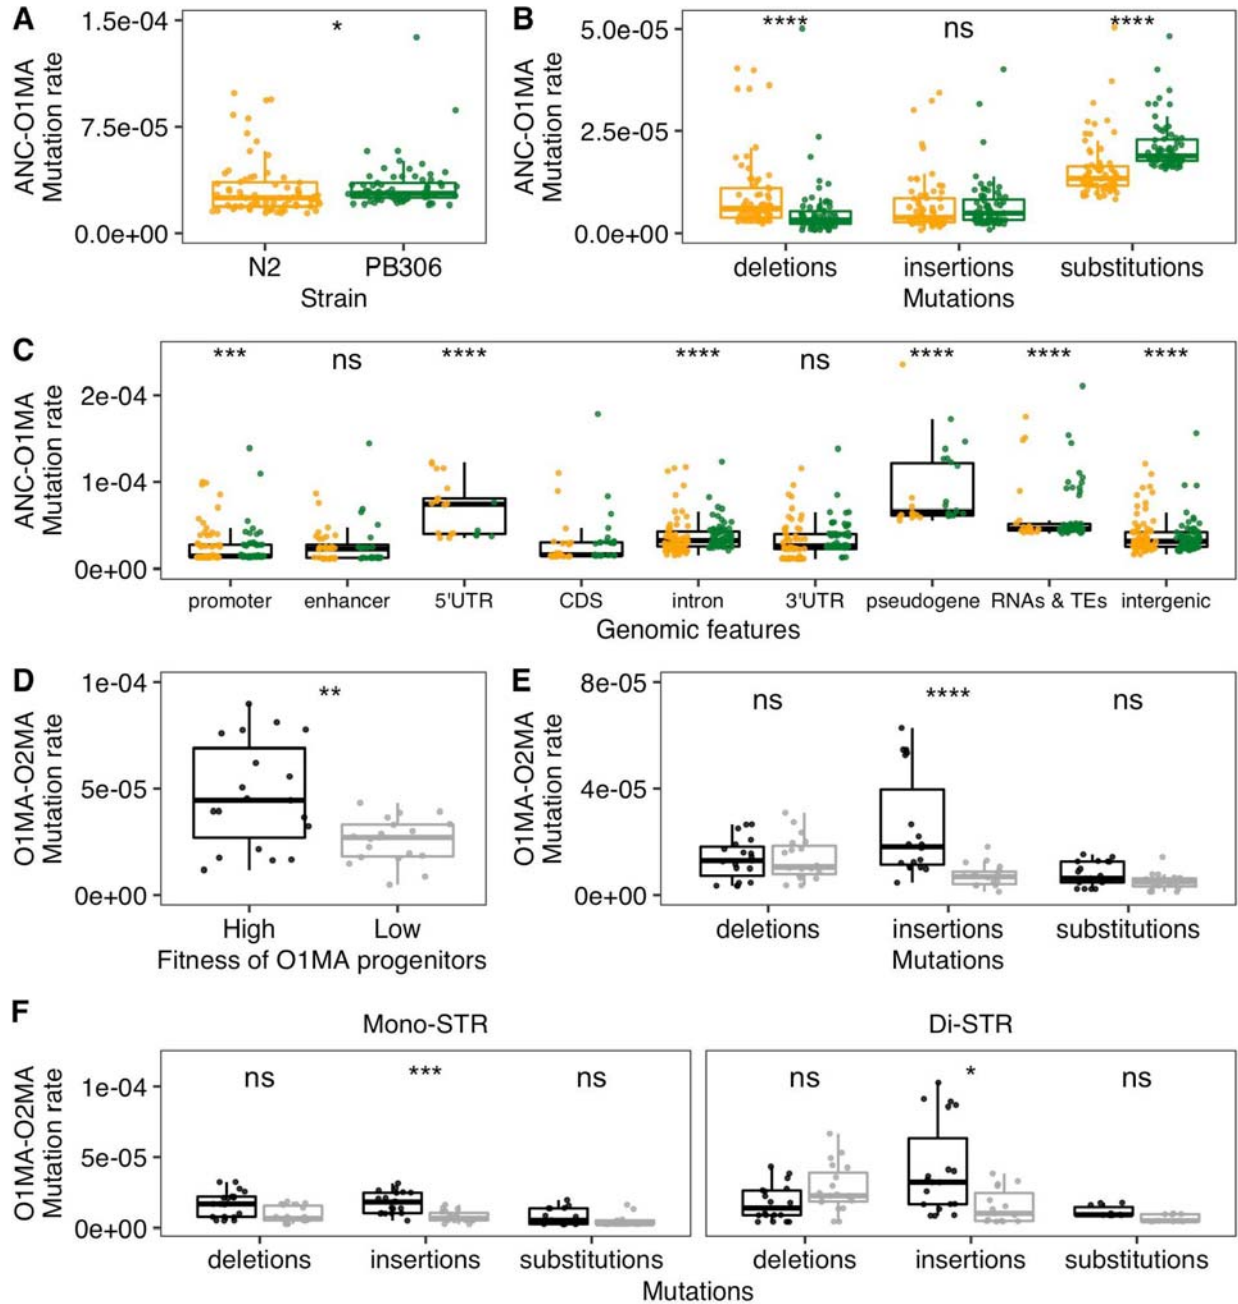 A
ANC-O1MA
Mutation rate
1.5e-04
7.5e-05
0.0e+00
*
N2 PB306
Strain
B
ANC-O1MA
Mutation rate
5.0e-05
2.5e-05
0.0e+00
**** ns ****
deletions insertions substitutions
Mutations
C
ANC-O1MA
Mutation rate
2e-04
1e-04
0e+00
*** ns **** **** ns **** **** ****
promoter enhancer 5'UTR CDS intron 3'UTR pseudogene RNAs & TEs intergenic
Genomic features
D
O1MA-O2MA
Mutation rate
1e-04
5e-05
0e+00
**
High Low
Fitness of O1MA progenitors
E
O1MA-O2MA
Mutation rate
8e-05
4e-05
0e+00
ns **** ns
deletions insertions substitutions
Mutations
F
Mono-STR Di-STR
O1MA-O2MA
Mutation rate
1e-04
5e-05
0e+00
ns *** ns ns * ns
deletions insertions substitutions deletions insertions substitutions
Mutations